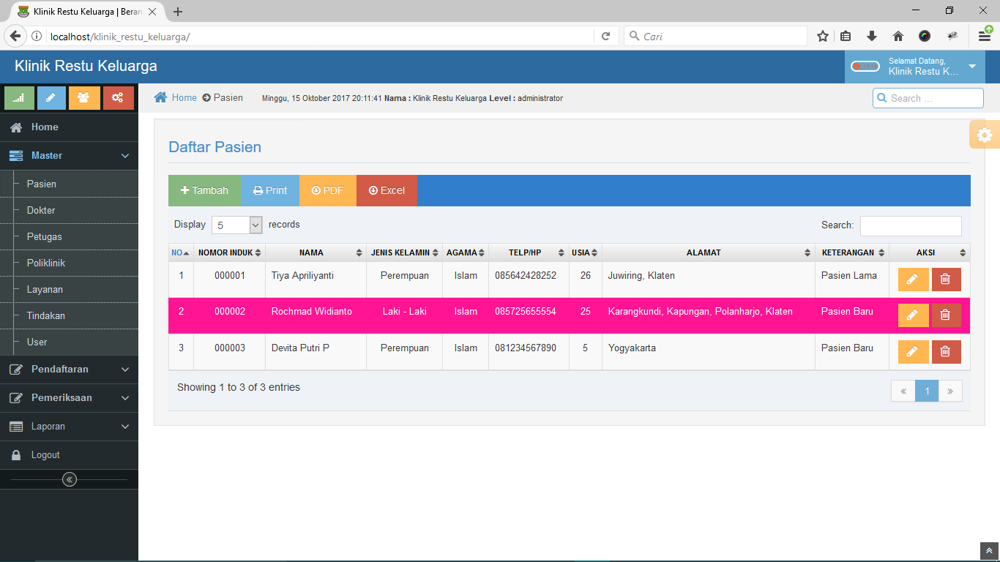 Klinik Restu Keluarga | Beran
localhost/klinik_restu_keluarga/
Cari
Klinik Restu Keluarga
Selamat Datang,
Klinik Restu K...
Home Pasien Minggu, 15 Oktober 2017 20:11:41 Nama : Klinik Restu Keluarga Level : administrator
Search ...
Home
Master
Pasien
Dokter
Petugas
Poliklinik
Layanan
Tindakan
User
Pendaftaran
Pemeriksaan
Laporan
Logout
Daftar Pasien
Tambah Print PDF Excel
Display 5 records Search:
NO NOMOR INDUK NAMA JENIS KELAMIN AGAMA TELP/HP USIA ALAMAT KETERANGAN AKSI
1 000001 Tiya Apriliyanti Perempuan Islam 085642428252 26 Juwiring, Klaten Pasien Lama
2 000002 Rochmad Widianto Laki - Laki Islam 085725655554 25 Karangkundi, Kapungan, Polanharjo, Klaten Pasien Baru
3 000003 Devita Putri P Perempuan Islam 081234567890 5 Yogyakarta Pasien Baru
Showing 1 to 3 of 3 entries
« 1 »